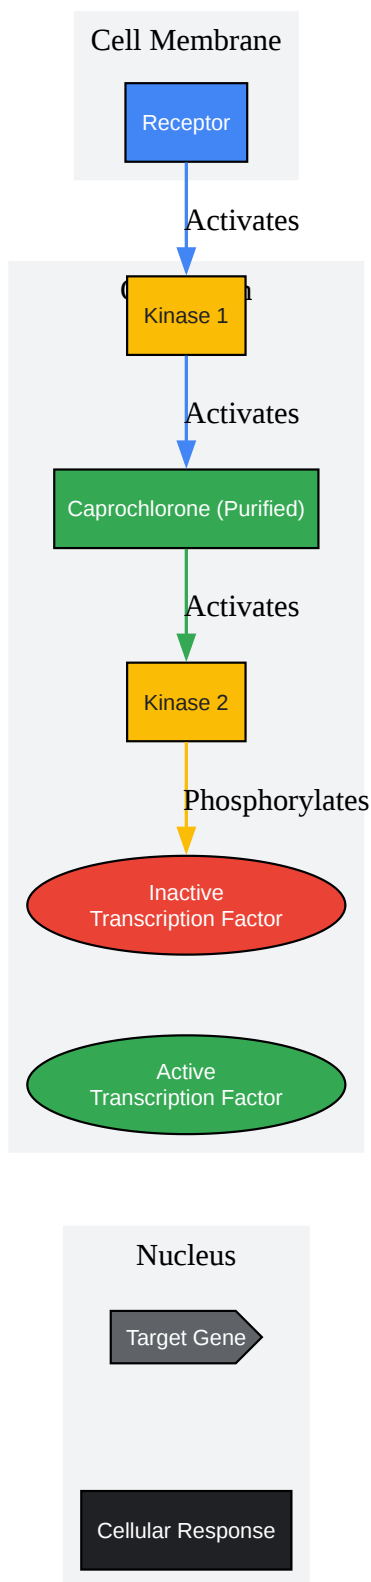 Cell Membrane
Receptor
Activates
Kinase 1
Activates
Caprochlorone (Purified)
Activates
Kinase 2
Phosphorylates
Inactive
Transcription Factor
Active
Transcription Factor
Nucleus
Target Gene
Cellular Response